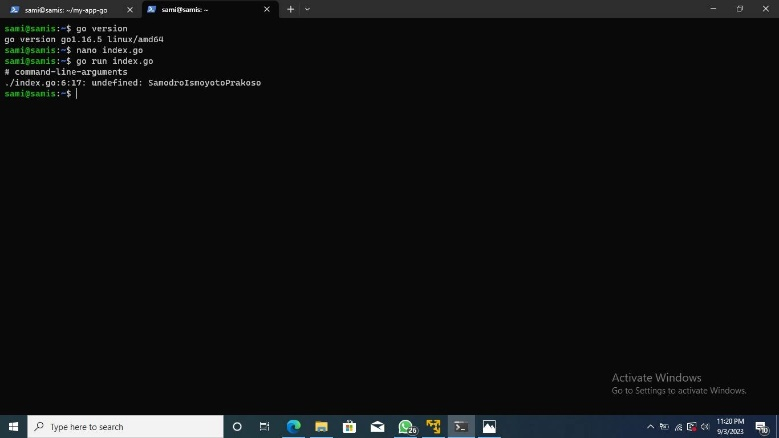 sami@samis: ~/my-app-go
sami@samis: ~
sami@samis:~$ go version
go version go1.16.5 linux/amd64
sami@samis:~$ nano index.go
sami@samis:~$ go run index.go
# command-line-arguments
./index.go:6:17: undefined: SamodroIsmoyotoPrakoso
sami@samis:~$
Activate Windows
Go to Settings to activate Windows.
Type here to search
26
11:20 PM
9/3/2023
10